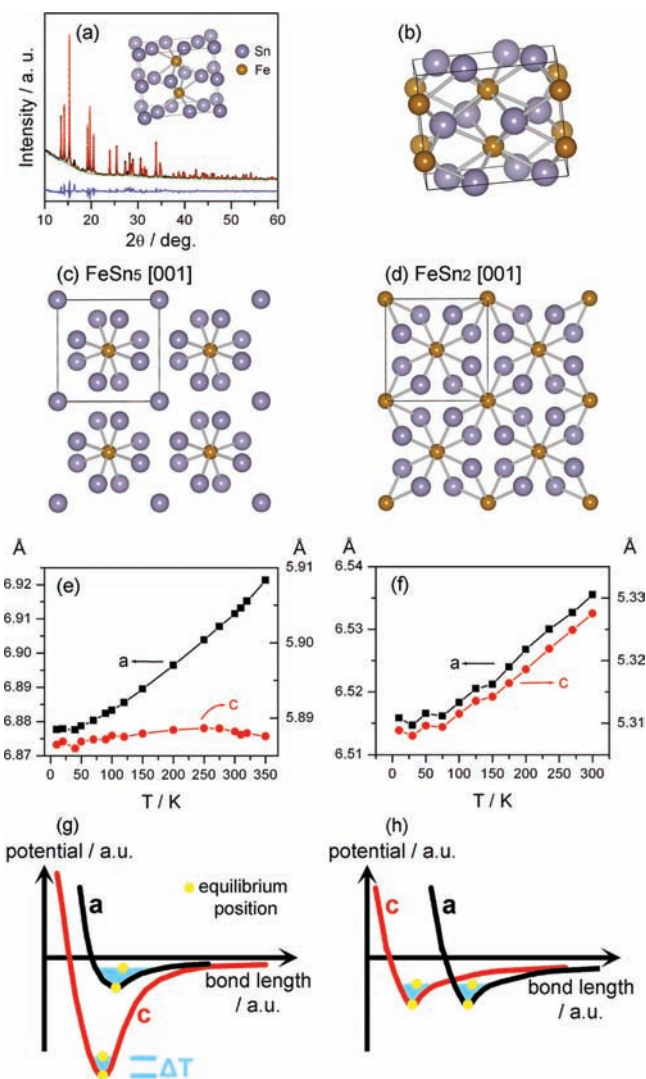 (a)
Sn
Fe
Intensity / a. u.
10 20 30 40 50 60
2θ / deg.
(b)
(c) FeSn5 [001]
(d) FeSn2 [001]
Å Å
(e)
6.92
6.91
6.90
6.89
6.88
6.87
5.91
5.90
5.89
5.88
a
c
0 50 100 150 200 250 300 350
T / K
Å Å
(f)
6.54
6.53
6.52
6.51
5.33
5.32
5.31
a
c
0 50 100 150 200 250 300
T / K
(g)
potential / a.u.
a
equilibrium
position
bond length
/ a.u.
c
ΔT
(h)
potential / a.u.
c
a
bond length
/ a.u.